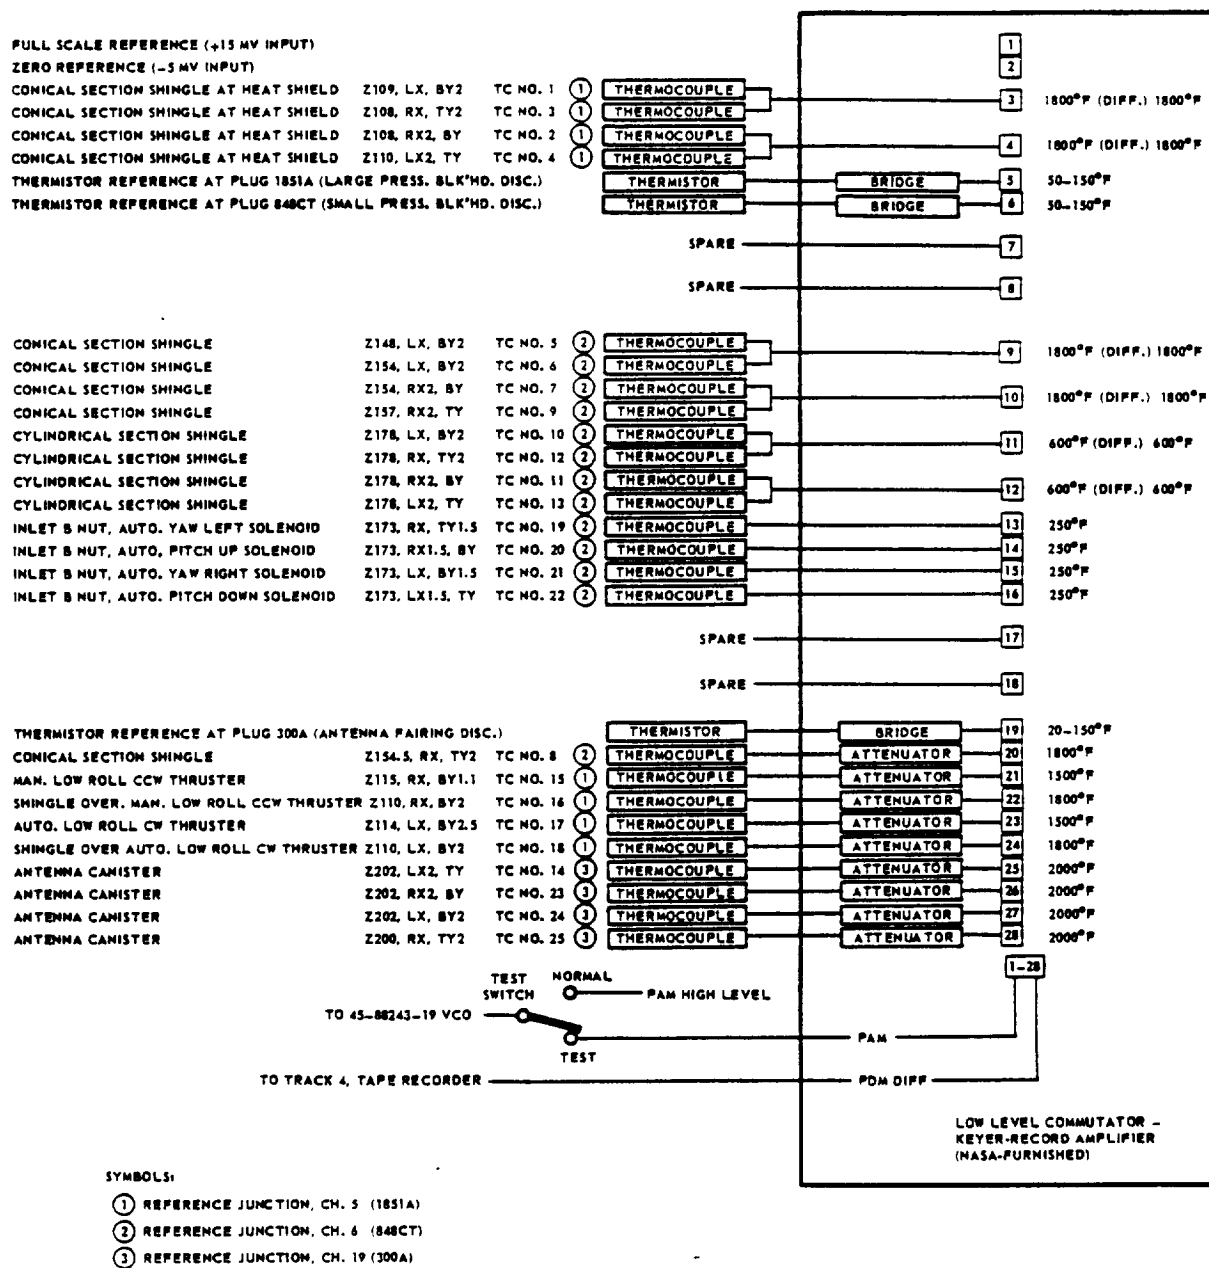 FULL SCALE REFERENCE (+15 MV INPUT) 1
ZERO REFERENCE (-5 MV INPUT) 2
CONICAL SECTION SHINGLE AT HEAT SHIELD Z109, LX, BY2 TC NO. 1 1 THERMOCOUPLE
3 1800°F (DIFF.) 1800°F
CONICAL SECTION SHINGLE AT HEAT SHIELD Z108, RX, TY2 TC NO. 3 1 THERMOCOUPLE
CONICAL SECTION SHINGLE AT HEAT SHIELD Z108, RX2, BY TC NO. 2 1 THERMOCOUPLE
4 1800°F (DIFF.) 1800°F
CONICAL SECTION SHINGLE AT HEAT SHIELD Z110, LX2, TY TC NO. 4 1 THERMOCOUPLE
THERMISTOR REFERENCE AT PLUG 1851A (LARGE PRESS. BLK'HD. DISC.) THERMISTOR BRIDGE 5 50-150°F
THERMISTOR REFERENCE AT PLUG 848CT (SMALL PRESS. BLK'HD. DISC.) THERMISTOR BRIDGE 6 50-150°F
SPARE 7
SPARE 8
CONICAL SECTION SHINGLE Z148, LX, BY2 TC NO. 5 2 THERMOCOUPLE
9 1800°F (DIFF.) 1800°F
CONICAL SECTION SHINGLE Z154, LX, BY2 TC NO. 6 2 THERMOCOUPLE
CONICAL SECTION SHINGLE Z154, RX2, BY TC NO. 7 2 THERMOCOUPLE
10 1800°F (DIFF.) 1800°F
CONICAL SECTION SHINGLE Z157, RX2, TY TC NO. 9 2 THERMOCOUPLE
CYLINDRICAL SECTION SHINGLE Z178, LX, BY2 TC NO. 10 2 THERMOCOUPLE
11 600°F (DIFF.) 600°F
CYLINDRICAL SECTION SHINGLE Z178, RX, TY2 TC NO. 12 2 THERMOCOUPLE
CYLINDRICAL SECTION SHINGLE Z178, RX2, BY TC NO. 11 2 THERMOCOUPLE
12 600°F (DIFF.) 600°F
CYLINDRICAL SECTION SHINGLE Z178, LX2, TY TC NO. 13 2 THERMOCOUPLE
INLET B NUT, AUTO. YAW LEFT SOLENOID Z173, RX, TY1.5 TC NO. 19 2 THERMOCOUPLE 13 250°F
INLET B NUT, AUTO. PITCH UP SOLENOID Z173, RX1.5, BY TC NO. 20 2 THERMOCOUPLE 14 250°F
INLET B NUT, AUTO. YAW RIGHT SOLENOID Z173, LX, BY1.5 TC NO. 21 2 THERMOCOUPLE 15 250°F
INLET B NUT, AUTO. PITCH DOWN SOLENOID Z173, LX1.5, TY TC NO. 22 2 THERMOCOUPLE 16 250°F
SPARE 17
SPARE 18
THERMISTOR REFERENCE AT PLUG 300A (ANTENNA FAIRING DISC.) THERMISTOR BRIDGE 19 20-150°F
CONICAL SECTION SHINGLE Z154.5, RX, TY2 TC NO. 8 2 THERMOCOUPLE ATTENUATOR 20 1800°F
MAN. LOW ROLL CCW THRUSTER Z115, RX, BY1.1 TC NO. 15 1 THERMOCOUPLE ATTENUATOR 21 1500°F
SHINGLE OVER. MAN. LOW ROLL CCW THRUSTER Z110, RX, BY2 TC NO. 16 1 THERMOCOUPLE ATTENUATOR 22 1800°F
AUTO. LOW ROLL CW THRUSTER Z114, LX, BY2.5 TC NO. 17 1 THERMOCOUPLE ATTENUATOR 23 1500°F
SHINGLE OVER AUTO. LOW ROLL CW THRUSTER Z110, LX, BY2 TC NO. 18 1 THERMOCOUPLE ATTENUATOR 24 1800°F
ANTENNA CANISTER Z202, LX2, TY TC NO. 14 3 THERMOCOUPLE ATTENUATOR 25 2000°F
ANTENNA CANISTER Z202, RX2, BY TC NO. 23 3 THERMOCOUPLE ATTENUATOR 26 2000°F
ANTENNA CANISTER Z202, LX, BY2 TC NO. 24 3 THERMOCOUPLE ATTENUATOR 27 2000°F
ANTENNA CANISTER Z200, RX, TY2 TC NO. 25 3 THERMOCOUPLE ATTENUATOR 28 2000°F
1-28
TEST SWITCH
NORMAL
PAM HIGH LEVEL
TO 45-88243-19 VCO
PAM
TEST
TO TRACK 4, TAPE RECORDER PDM DIFF
LOW LEVEL COMMUTATOR –
KEYER-RECORD AMPLIFIER
(NASA-FURNISHED)
SYMBOLS:
1 REFERENCE JUNCTION, CH. 5 (1851A)
2 REFERENCE JUNCTION, CH. 6 (848CT)
3 REFERENCE JUNCTION, CH. 19 (300A)